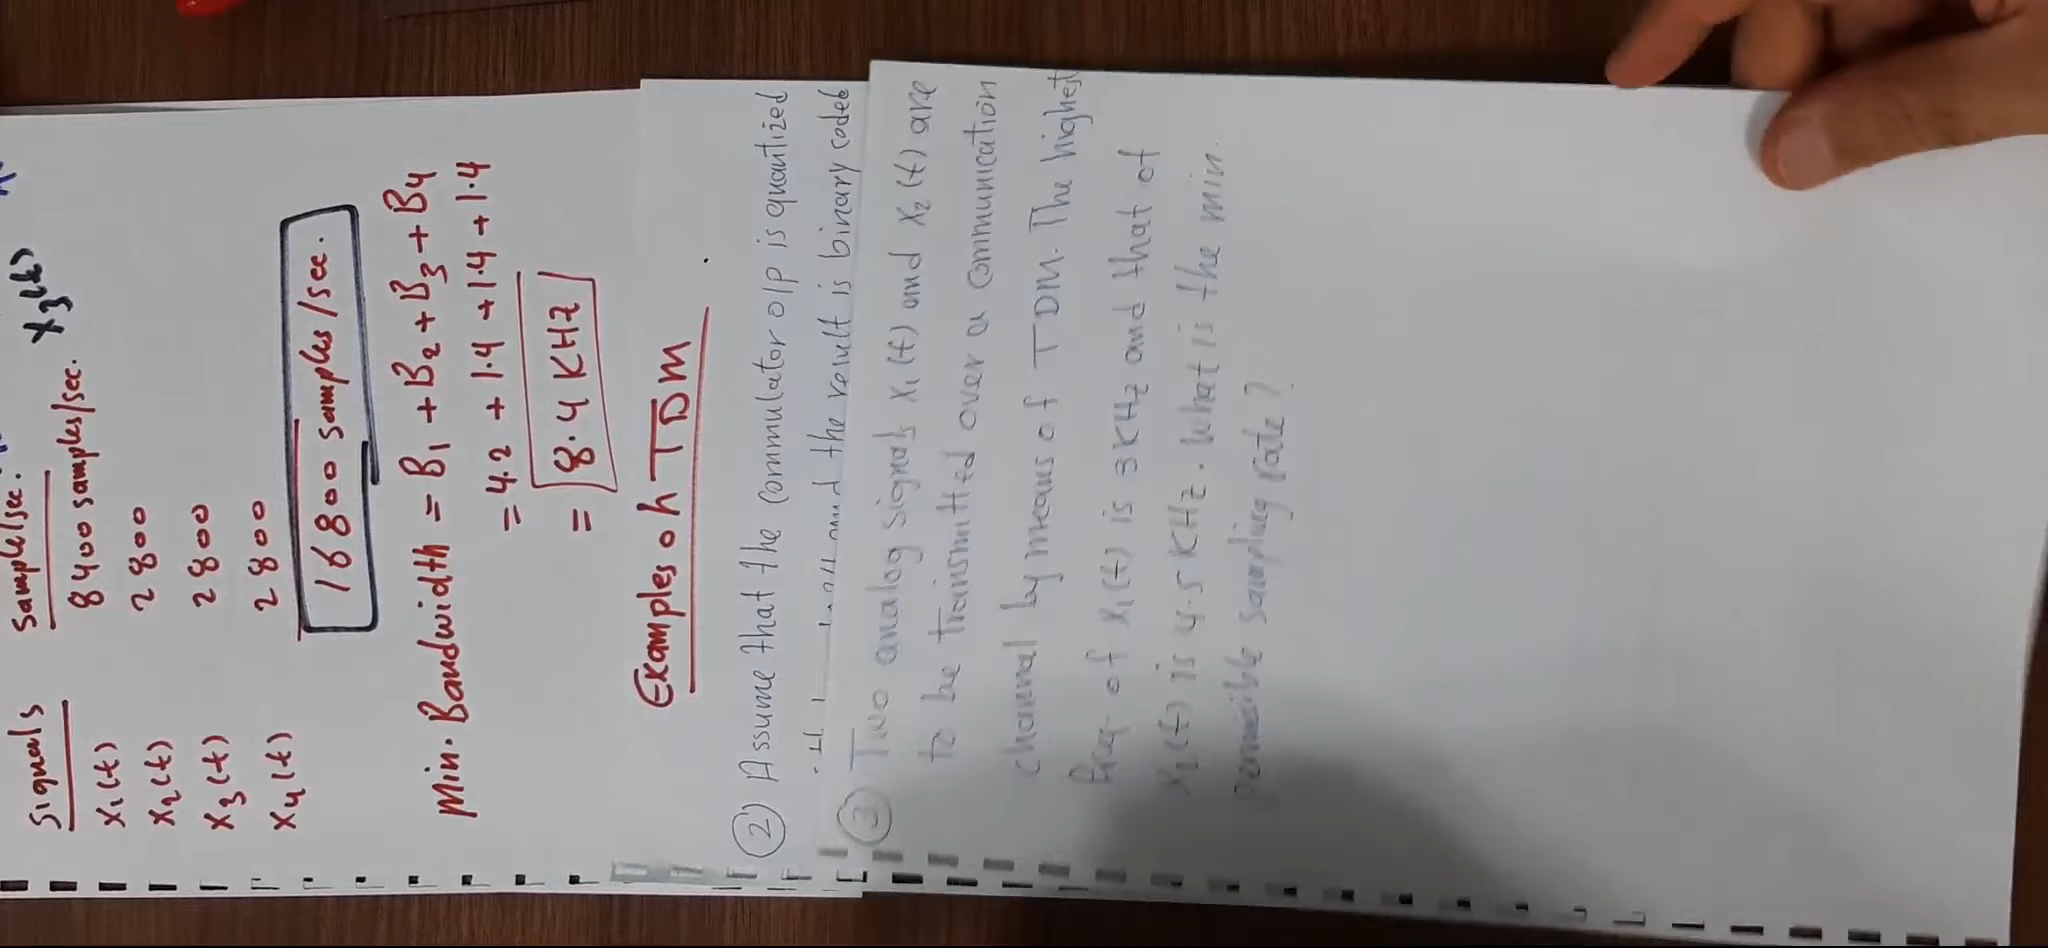 x3(t)
Signals sample/sec.
x1(t) 8400 samples/sec.
x2(t) 2800
x3(t) 2800
x4(t) 2800
16800 samples/sec.
Min. Bandwidth = B1 + B2 + B3 + B4
= 4.2 + 1.4 + 1.4 + 1.4
= 8.4 KHZ
Examples oh TDM
② Assume that the commulator o/p is quantized
and the result is binary coded
③ Two analog signals x1(t) and x2(t) are
to be transmitted over a communication
channal by means of TDM. The highest
freq of x1(t) is 3 KHz and that of
x2(t) is 4.5 KHz. What is the min.
permissible sampling rate?